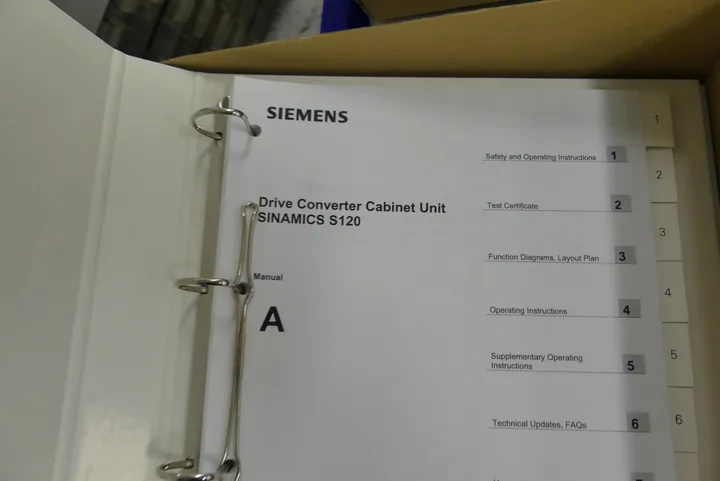 SIEMENS
Drive Converter Cabinet Unit
SINAMICS S120
Manual
A
Safety and Operating Instructions 1
Test Certificate 2
Function Diagrams, Layout Plan 3
Operating Instructions 4
Supplementary Operating
Instructions 5
Technical Updates, FAQs 6
1
2
3
4
5
6